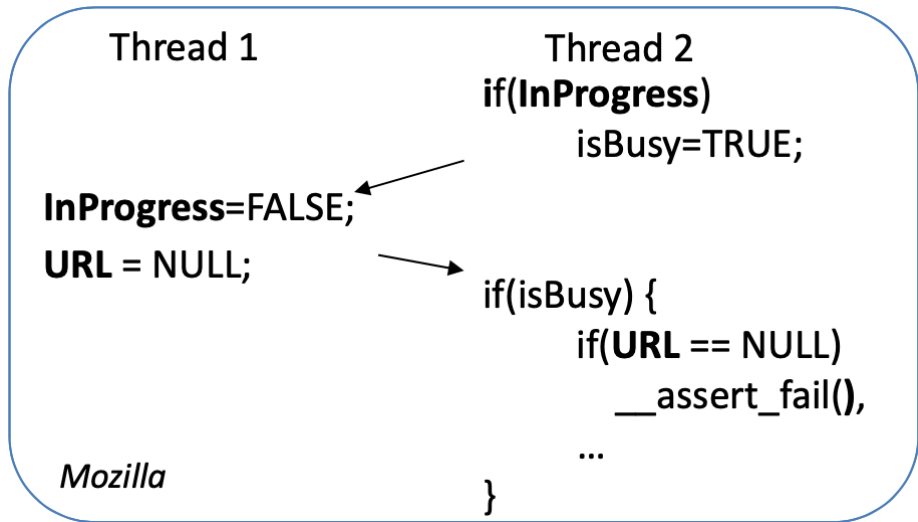 Thread 1
Thread 2
if(InProgress)
isBusy=TRUE;
InProgress=FALSE;
URL = NULL;
if(isBusy) {
if(URL == NULL)
__assert_fail(),
...
}
Mozilla